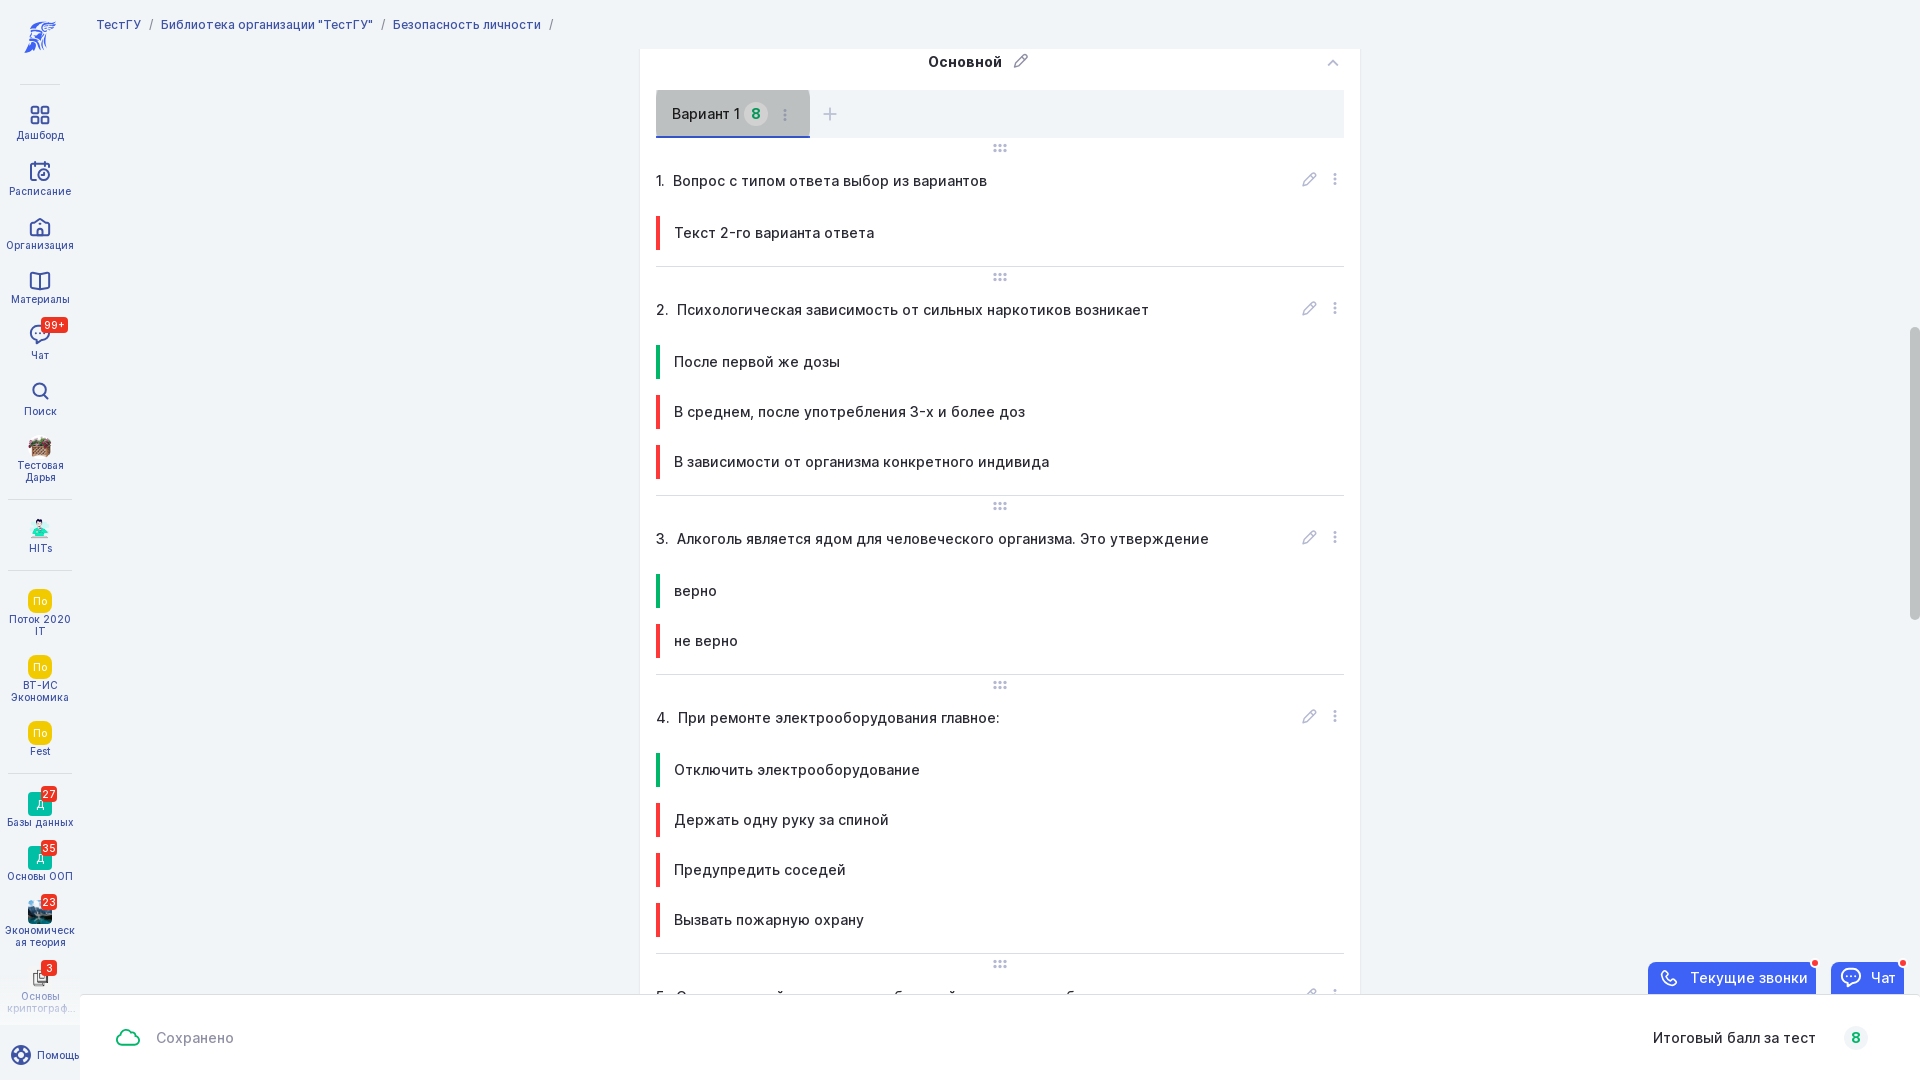 ТестГУ / Библиотека организации "ТестГУ" / Безопасность личности /
Дашборд
Расписание
Организация
Материалы
99+
Чат
Поиск
Тестовая
Дарья
HITs
По
Поток 2020
IT
По
ВТ-ИС
Экономика
По
Fest
27
Д
Базы данных
35
Д
Основы ООП
23
Экономическ
ая теория
3
Основы
криптограф...
Помощь
Основной
Вариант 1 8
1. Вопрос с типом ответа выбор из вариантов
Текст 2-го варианта ответа
2. Психологическая зависимость от сильных наркотиков возникает
После первой же дозы
В среднем, после употребления 3-х и более доз
В зависимости от организма конкретного индивида
3. Алкоголь является ядом для человеческого организма. Это утверждение
верно
не верно
4. При ремонте электрооборудования главное:
Отключить электрооборудование
Держать одну руку за спиной
Предупредить соседей
Вызвать пожарную охрану
Текущие звонки
Чат
Сохранено
Итоговый балл за тест 8